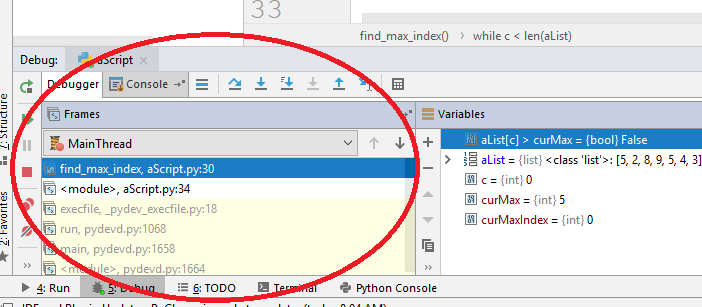 33
find_max_index() while c < len(aList)
Debug: aScript
Debugger Console
Frames
Variables
MainThread
find_max_index, aScript.py:30
<module>, aScript.py:34
execfile, _pydev_execfile.py:18
run, pydevd.py:1068
main, pydevd.py:1658
<module>, pydevd.py:1664
aList[c] > curMax = {bool} False
aList = {list} <class 'list'>: [5, 2, 8, 9, 5, 4, 3]
c = {int} 0
curMax = {int} 5
curMaxIndex = {int} 0
7: Structure
2: Favorites
4: Run 5: Debug 6: TODO Terminal Python Console